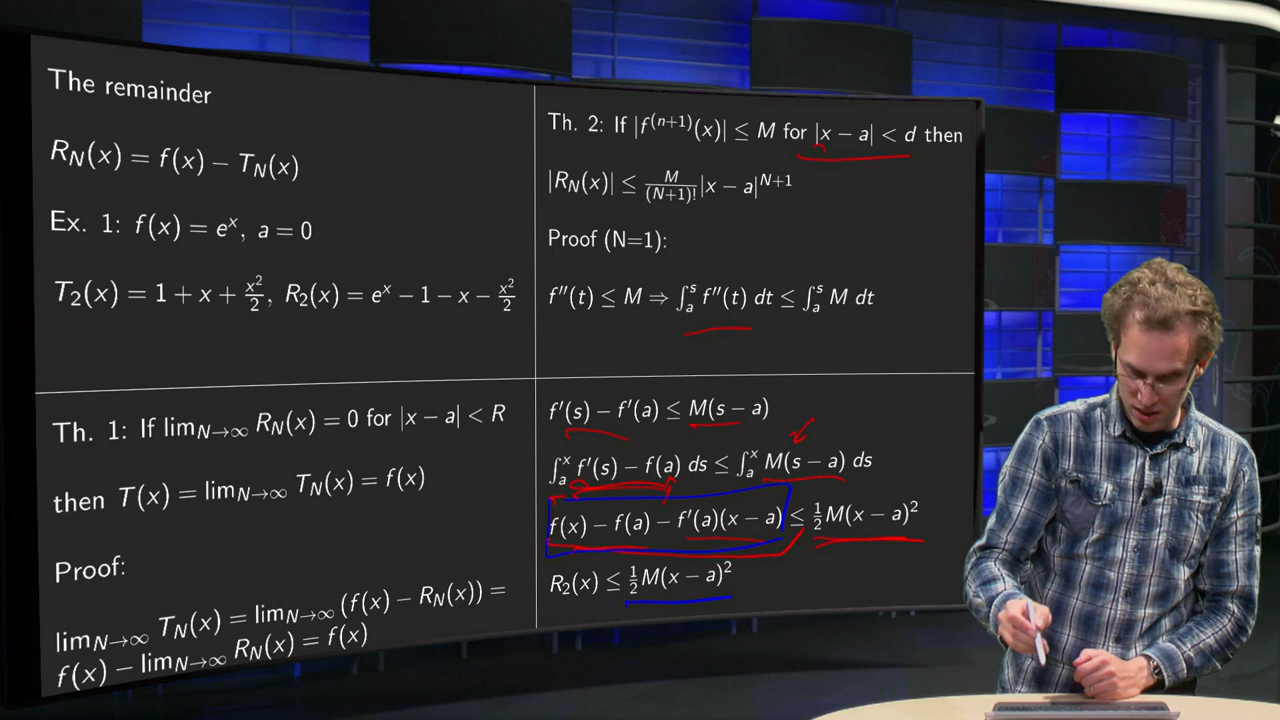 The remainder
R_N(x) = f(x) − T_N(x)
Ex. 1: f(x) = e^x, a = 0
T_2(x) = 1 + x + x^2/2, R_2(x) = e^x − 1 − x − x^2/2
Th. 1: If lim_{N→∞} R_N(x) = 0 for |x − a| < R
then T(x) = lim_{N→∞} T_N(x) = f(x)
Proof:
lim_{N→∞} T_N(x) = lim_{N→∞} (f(x) − R_N(x)) =
f(x) − lim_{N→∞} R_N(x) = f(x)
Th. 2: If |f^{(n+1)}(x)| ≤ M for |x − a| < d then
|R_N(x)| ≤ M/(N+1)! |x − a|^{N+1}
Proof (N=1):
f''(t) ≤ M ⇒ ∫_a^s f''(t) dt ≤ ∫_a^s M dt
f'(s) − f'(a) ≤ M(s − a)
∫_a^x f'(s) − f(a) ds ≤ ∫_a^x M(s − a) ds
f(x) − f(a) − f'(a)(x − a) ≤ 1/2 M(x − a)^2
R_2(x) ≤ 1/2 M(x − a)^2